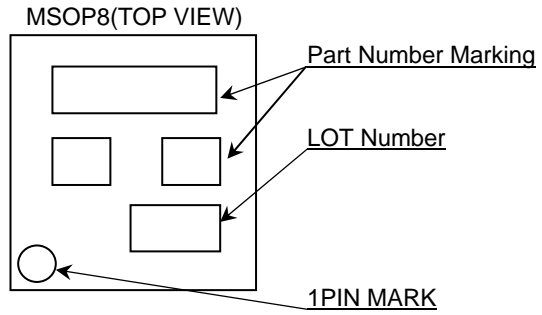 MSOP8(TOP VIEW)
Part Number Marking
LOT Number
1PIN MARK